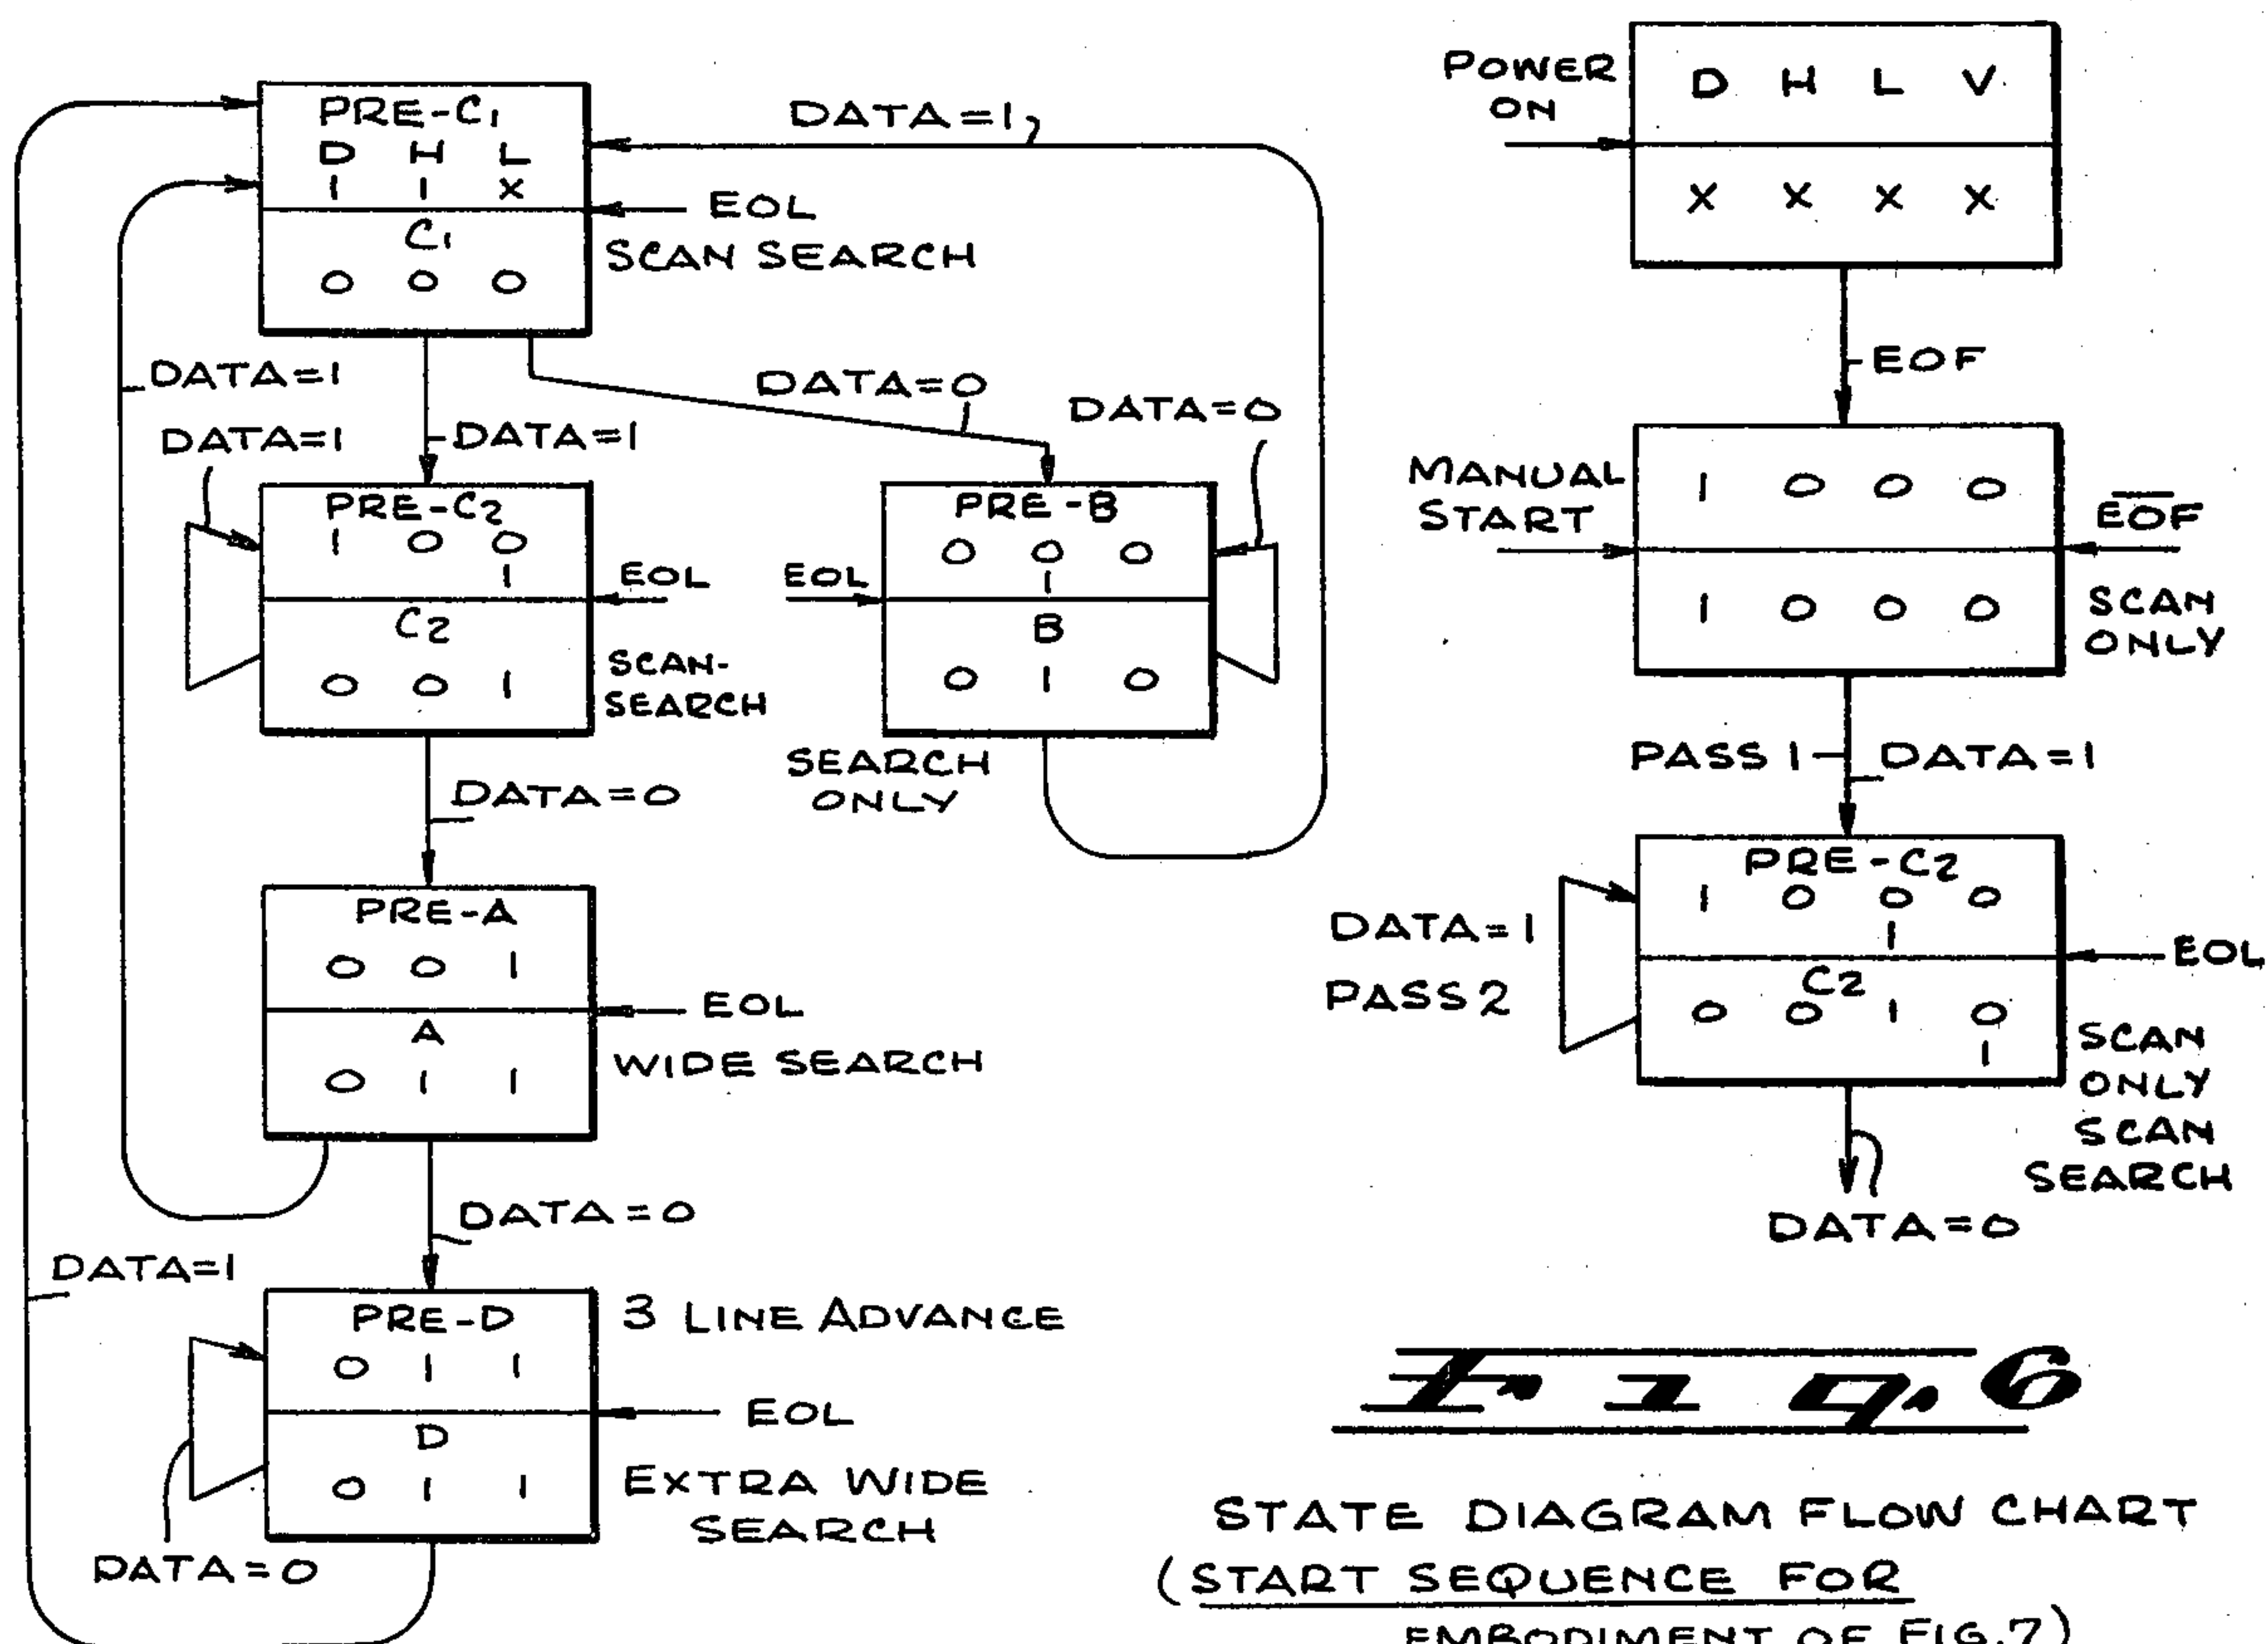 PRE-C1
D H L
1 1 X
C1
0 0 0
DATA=1
EOL
SCAN SEARCH
DATA=1
DATA=1
DATA=1
DATA=0
DATA=0
PRE-C2
1 0 0
1
EOL
C2
0 0 1
SCAN-
SEARCH
PRE-B
0 0 0
1
EOL
B
0 1 0
SEARCH
ONLY
DATA=0
PRE-A
0 0 1
EOL
A
0 1 1
WIDE SEARCH
DATA=0
DATA=1
PRE-D
0 1 1
3 LINE ADVANCE
EOL
D
0 1 1
EXTRA WIDE
SEARCH
DATA=0
POWER
ON
D H L V
X X X X
EOF
MANUAL
START
1 0 0 0
E̅O̅F̅
1 0 0 0
SCAN
ONLY
PASS 1
DATA=1
PRE-C2
1 0 0 0
1
DATA=1
PASS 2
EOL
C2
0 0 1 0
1
SCAN
ONLY
SCAN
SEARCH
DATA=0
Fig. 6
STATE DIAGRAM FLOW CHART
(START SEQUENCE FOR
EMBODIMENT OF FIG.7)